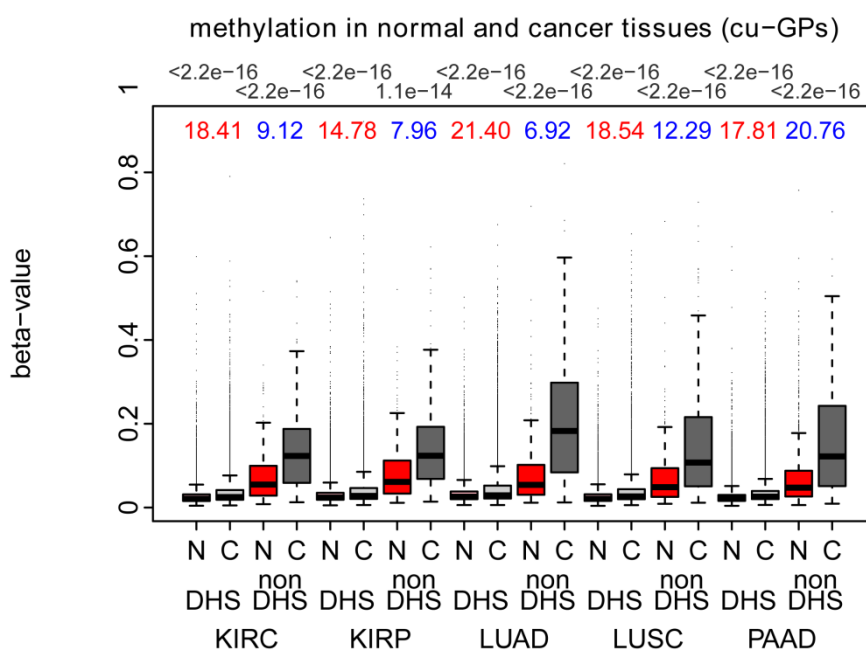 methylation in normal and cancer tissues (cu−GPs)
<2.2e−16 <2.2e−16 <2.2e−16 <2.2e−16 <2.2e−16
<2.2e−16 1.1e−14 <2.2e−16 <2.2e−16 <2.2e−16
18.41 9.12 14.78 7.96 21.40 6.92 18.54 12.29 17.81 20.76
1
0.8
0.6
0.4
0.2
0
beta−value
N C N C N C N C N C N C N C N C N C N C
non non non non non
DHS DHS DHS DHS DHS DHS DHS DHS DHS DHS
KIRC KIRP LUAD LUSC PAAD